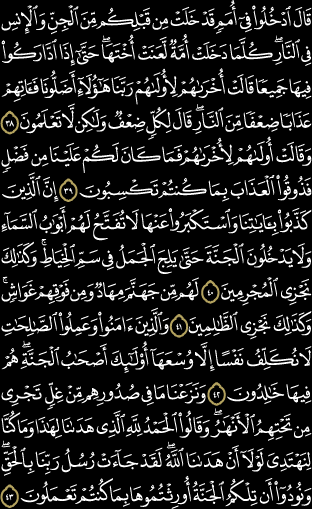 قَالَ ٱدْخُلُوا۟ فِىٓ أُمَمٍ قَدْ خَلَتْ مِن قَبْلِكُم مِّنَ ٱلْجِنِّ وَٱلْإِنسِ
فِى ٱلنَّارِ ۖ كُلَّمَا دَخَلَتْ أُمَّةٌ لَّعَنَتْ أُخْتَهَا ۖ حَتَّىٰٓ إِذَا ٱدَّارَكُوا۟
فِيهَا جَمِيعًا قَالَتْ أُخْرَىٰهُمْ لِأُولَىٰهُمْ رَبَّنَا هَـٰٓؤُلَآءِ أَضَلُّونَا فَـَٔاتِهِمْ
عَذَابًا ضِعْفًا مِّنَ ٱلنَّارِ ۖ قَالَ لِكُلٍّ ضِعْفٌ وَلَـٰكِن لَّا تَعْلَمُونَ ٣٨
وَقَالَتْ أُولَىٰهُمْ لِأُخْرَىٰهُمْ فَمَا كَانَ لَكُمْ عَلَيْنَا مِن فَضْلٍ
فَذُوقُوا۟ ٱلْعَذَابَ بِمَا كُنتُمْ تَكْسِبُونَ ٣٩ إِنَّ ٱلَّذِينَ
كَذَّبُوا۟ بِـَٔايَـٰتِنَا وَٱسْتَكْبَرُوا۟ عَنْهَا لَا تُفَتَّحُ لَهُمْ أَبْوَٰبُ ٱلسَّمَآءِ
وَلَا يَدْخُلُونَ ٱلْجَنَّةَ حَتَّىٰ يَلِجَ ٱلْجَمَلُ فِى سَمِّ ٱلْخِيَاطِ ۚ وَكَذَٰلِكَ
نَجْزِى ٱلْمُجْرِمِينَ ٤٠ لَهُم مِّن جَهَنَّمَ مِهَادٌ وَمِن فَوْقِهِمْ غَوَاشٍ ۚ
وَكَذَٰلِكَ نَجْزِى ٱلظَّـٰلِمِينَ ٤١ وَٱلَّذِينَ ءَامَنُوا۟ وَعَمِلُوا۟ ٱلصَّـٰلِحَـٰتِ
لَا نُكَلِّفُ نَفْسًا إِلَّا وُسْعَهَآ أُو۟لَـٰٓئِكَ أَصْحَـٰبُ ٱلْجَنَّةِ ۖ هُمْ
فِيهَا خَـٰلِدُونَ ٤٢ وَنَزَعْنَا مَا فِى صُدُورِهِم مِّنْ غِلٍّ تَجْرِى
مِن تَحْتِهِمُ ٱلْأَنْهَـٰرُ ۖ وَقَالُوا۟ ٱلْحَمْدُ لِلَّهِ ٱلَّذِى هَدَىٰنَا لِهَـٰذَا وَمَا كُنَّا
لِنَهْتَدِىَ لَوْلَآ أَنْ هَدَىٰنَا ٱللَّهُ ۖ لَقَدْ جَآءَتْ رُسُلُ رَبِّنَا بِٱلْحَقِّ ۖ
وَنُودُوٓا۟ أَن تِلْكُمُ ٱلْجَنَّةُ أُورِثْتُمُوهَا بِمَا كُنتُمْ تَعْمَلُونَ ٤٣